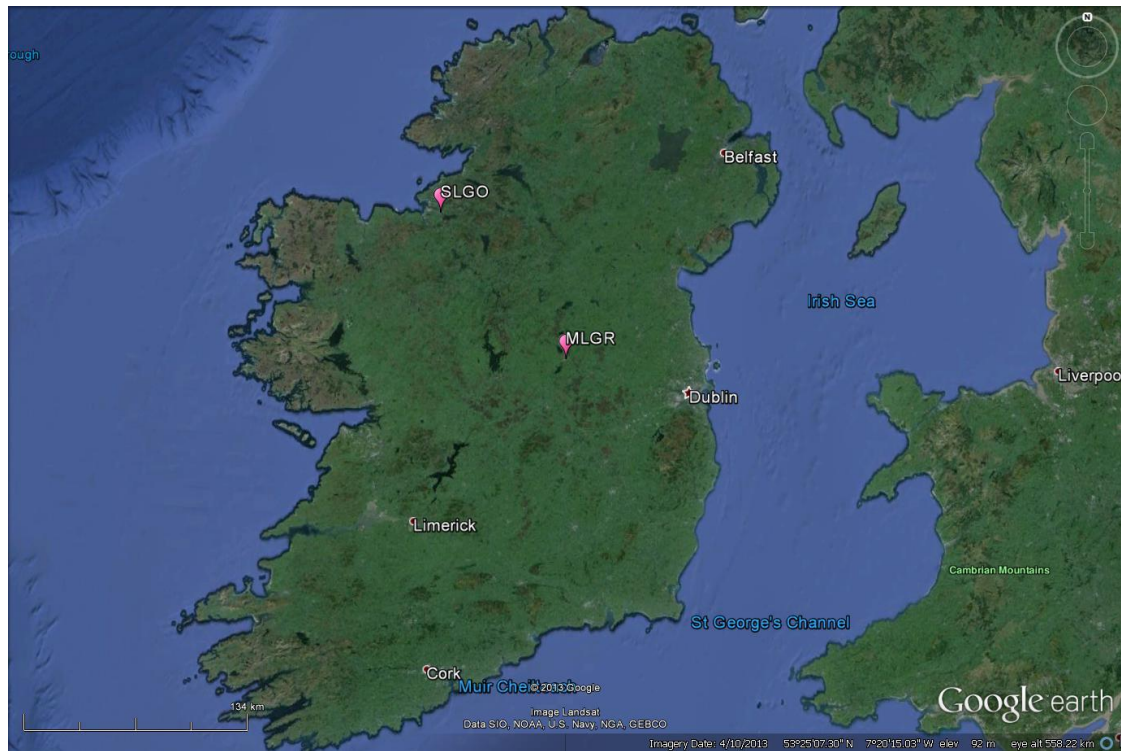 N
ough
Belfast
SLGO
Irish Sea
MLGR
Liverpoo
Dublin
Limerick
Cambrian Mountains
St George's Channel
Cork
© 2013 Google
134 km
Image Landsat
Data SIO, NOAA, U.S. Navy, NGA, GEBCO
Google earth
Imagery Date: 4/10/2013 53°25'07.30" N 7°20'15.03" W elev 92 m eye alt 558.22 km